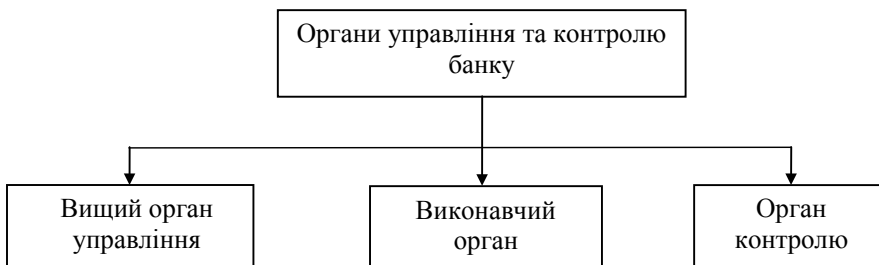 Органи управління та контролю
банку
Вищий орган
управління
Виконавчий
орган
Орган
контролю